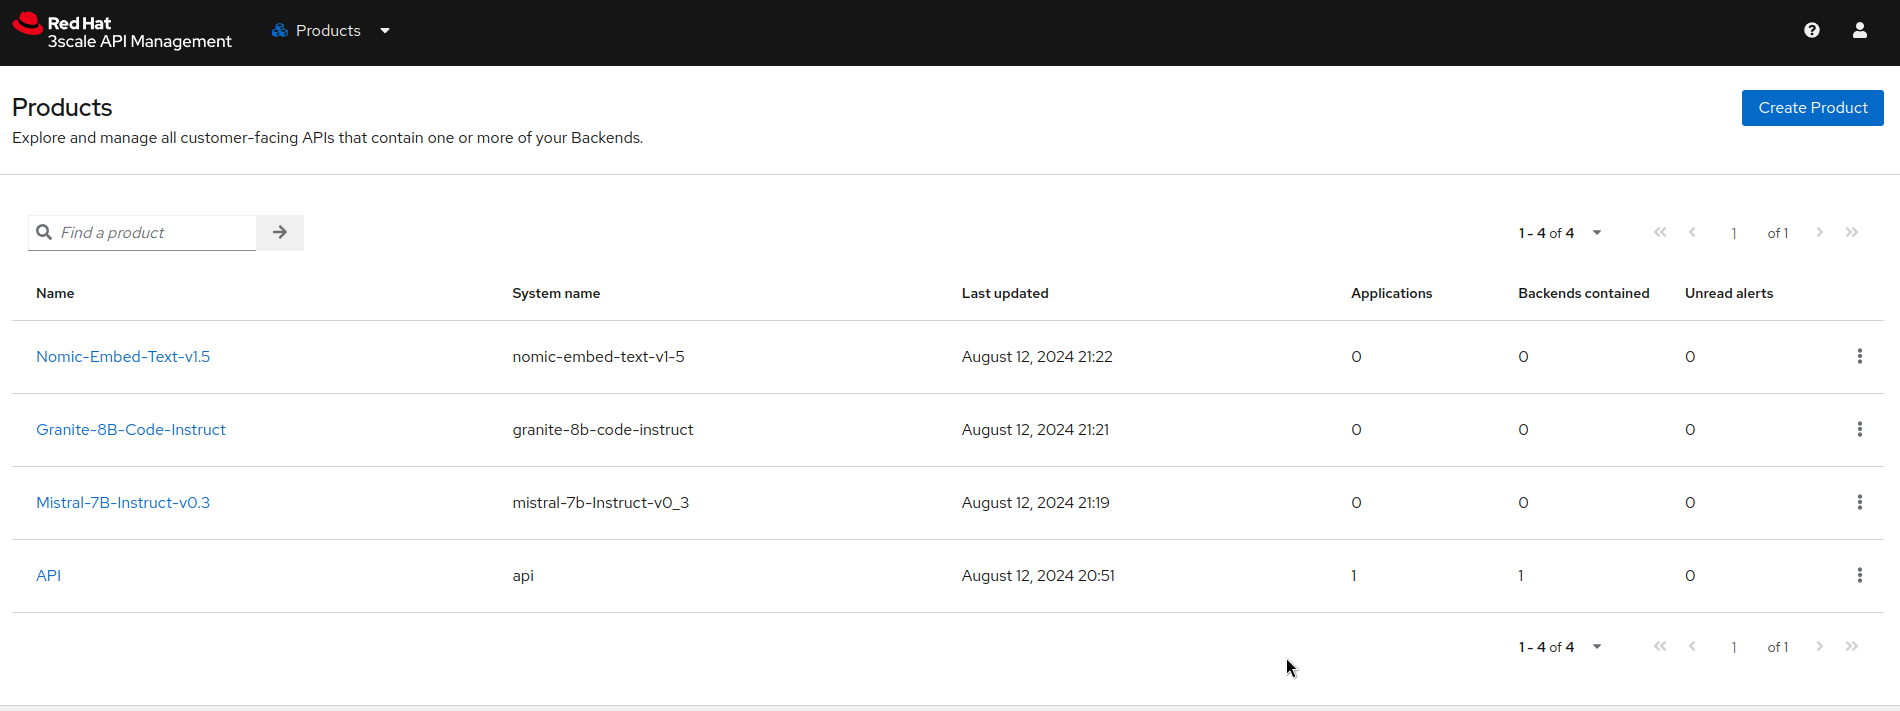 Red Hat
3scale API Management
Products
Products
Create Product
Explore and manage all customer-facing APIs that contain one or more of your Backends.
Find a product
1 - 4 of 4 1 of 1
Name System name Last updated Applications Backends contained Unread alerts
Nomic-Embed-Text-v1.5 nomic-embed-text-v1-5 August 12, 2024 21:22 0 0 0
Granite-8B-Code-Instruct granite-8b-code-instruct August 12, 2024 21:21 0 0 0
Mistral-7B-Instruct-v0.3 mistral-7b-Instruct-v0_3 August 12, 2024 21:19 0 0 0
API api August 12, 2024 20:51 1 1 0
1 - 4 of 4 1 of 1